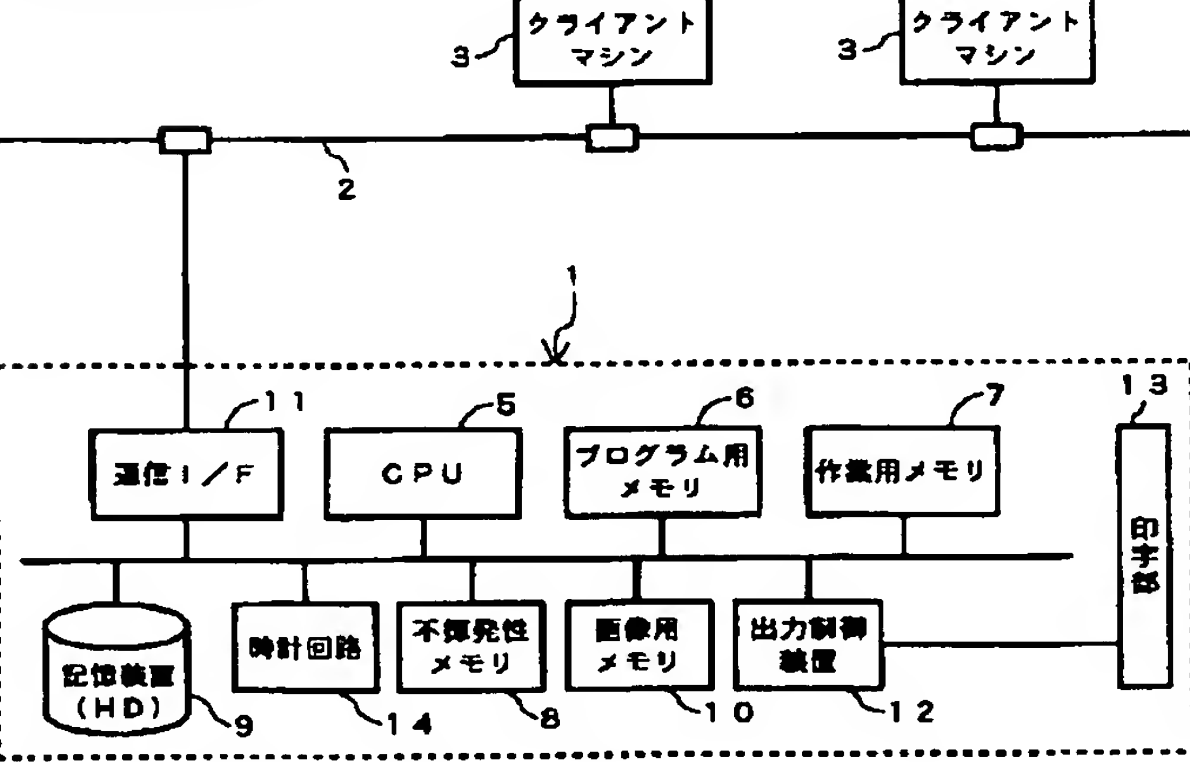 クライアント
マシン
3
クライアント
マシン
3
2
1
11
通信I/F
5
CPU
6
プログラム用
メモリ
7
作業用メモリ
13
印字部
記憶装置
(HD)
9
時計回路
14
不揮発性
メモリ
8
画像用
メモリ
10
出力制御
装置
12